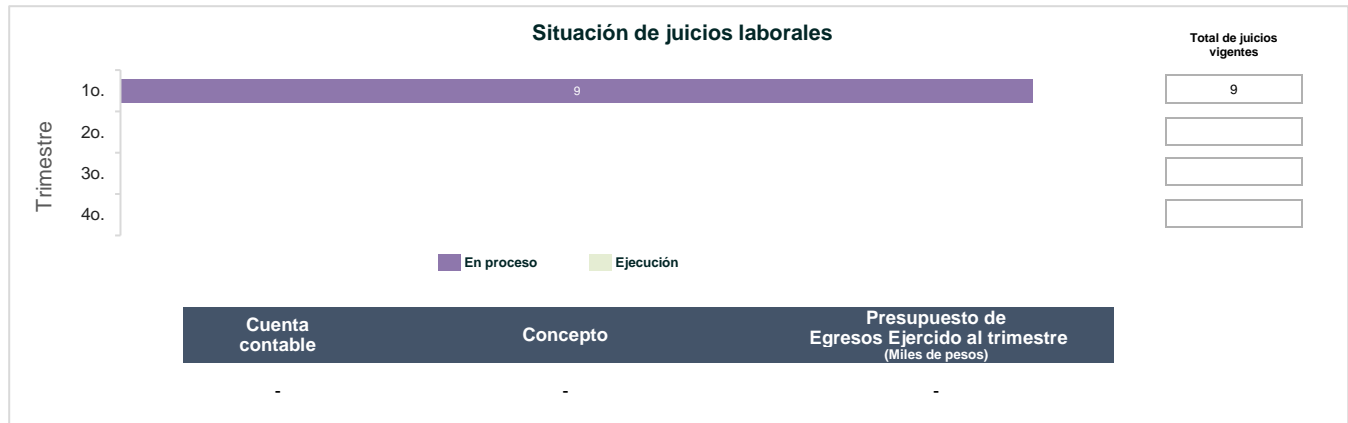 Situación de juicios laborales
Total de juicios
vigentes
Trimestre
1o.
9
9
2o.
3o.
4o.
En proceso
Ejecución
Cuenta
contable
Concepto
Presupuesto de
Egresos Ejercido al trimestre
(Miles de pesos)
-
-
-